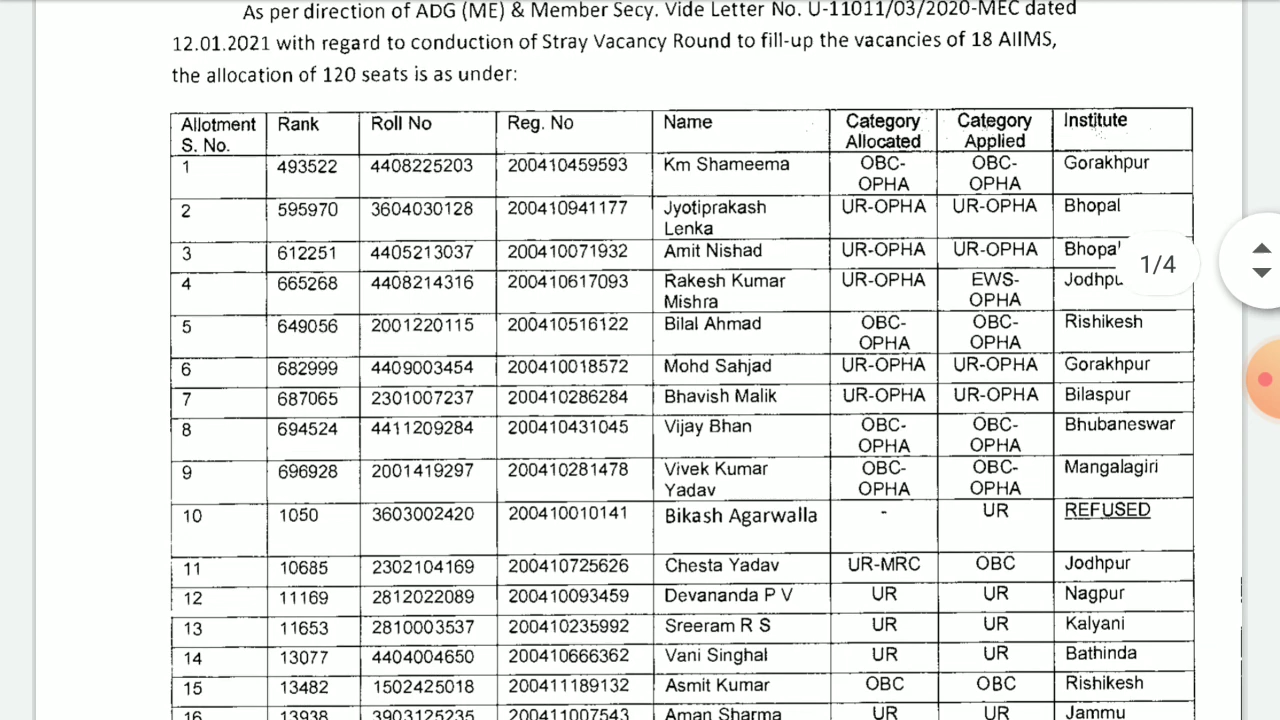 As per direction of ADG (ME) & Member Secy. Vide Letter No. U-11011/03/2020-MEC dated
12.01.2021 with regard to conduction of Stray Vacancy Round to fill-up the vacancies of 18 AIIMS,
the allocation of 120 seats is as under:
Allotment S. No. Rank Roll No Reg. No Name Category Allocated Category Applied Institute
1 493522 4408225203 200410459593 Km Shameema OBC-OPHA OBC-OPHA Gorakhpur
2 595970 3604030128 200410941177 Jyotiprakash Lenka UR-OPHA UR-OPHA Bhopal
3 612251 4405213037 200410071932 Amit Nishad UR-OPHA UR-OPHA Bhopa
1/4
4 665268 4408214316 200410617093 Rakesh Kumar Mishra UR-OPHA EWS-OPHA Jodhpu
5 649056 2001220115 200410516122 Bilal Ahmad OBC-OPHA OBC-OPHA Rishikesh
6 682999 4409003454 200410018572 Mohd Sahjad UR-OPHA UR-OPHA Gorakhpur
7 687065 2301007237 200410286284 Bhavish Malik UR-OPHA UR-OPHA Bilaspur
8 694524 4411209284 200410431045 Vijay Bhan OBC-OPHA OBC-OPHA Bhubaneswar
9 696928 2001419297 200410281478 Vivek Kumar Yadav OBC-OPHA OBC-OPHA Mangalagiri
10 1050 3603002420 200410010141 Bikash Agarwalla - UR REFUSED
11 10685 2302104169 200410725626 Chesta Yadav UR-MRC OBC Jodhpur
12 11169 2812022089 200410093459 Devananda P V UR UR Nagpur
13 11653 2810003537 200410235992 Sreeram R S UR UR Kalyani
14 13077 4404004650 200410666362 Vani Singhal UR UR Bathinda
15 13482 1502425018 200411189132 Asmit Kumar OBC OBC Rishikesh
16 13938 3903125235 200411007543 Aman Sharma UR UR Jammu